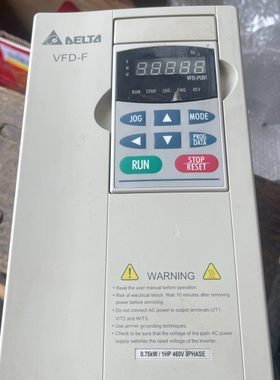 DELTA
VFD-F
VFD-PU01
RUN STOP JOG FWD REV
JOG
MODE
PROG
DATA
RUN
STOP
RESET
WARNING
Read the user manual before operation.
Risk of electrical shock. Wait 10 minutes after removing
power before servicing.
Do not connect AC power to output terminals U/T1,
V/T2 and W/T3.
Use proper grounding techniques.
Check to be sure that the voltage of the main AC power
supply satisfies the rated voltage of the inverter.
0.75kW / 1HP 460V 3PHASE